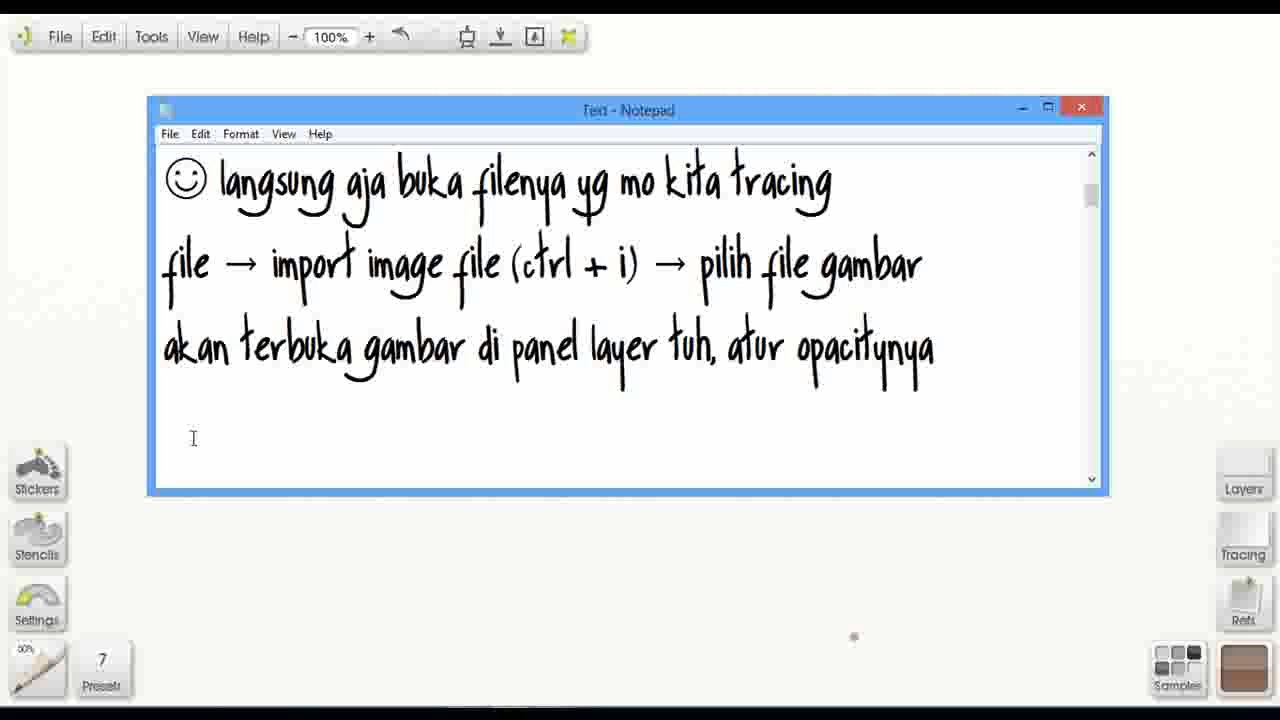 File Edit Tools View Help − 100% +
Text - Notepad
File Edit Format View Help
☺ langsung aja buka filenya yg mo kita tracing
file → import image file (ctrl + i) → pilih file gambar
akan terbuka gambar di panel layer tuh, atur opacitynya
Stickers
Stencils
Settings
50%
7
Presets
Layers
Tracing
Refs
Samples